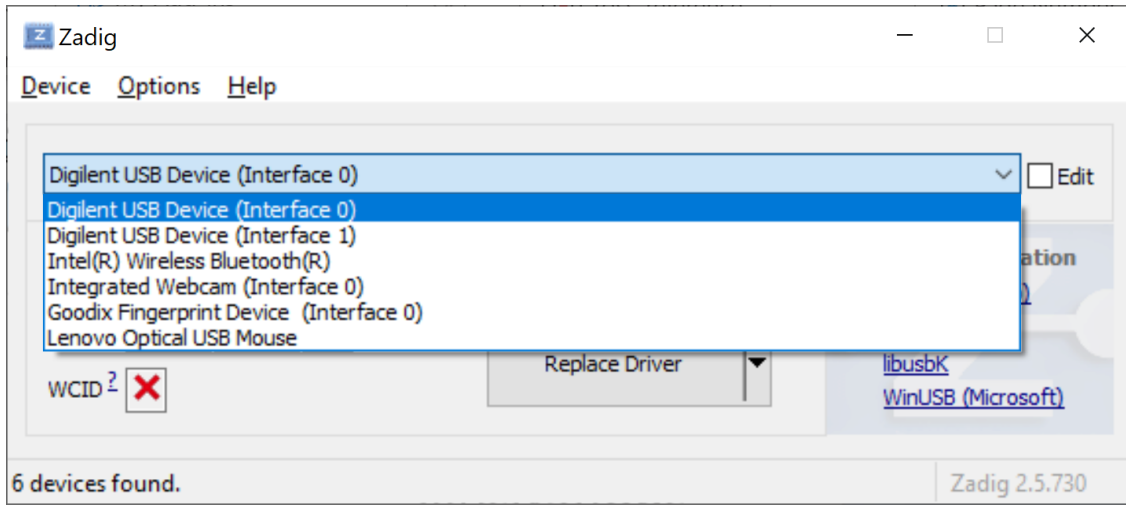 Zadig
Device Options Help
Digilent USB Device (Interface 0)
Edit
Digilent USB Device (Interface 0)
Digilent USB Device (Interface 1)
Intel(R) Wireless Bluetooth(R)
Integrated Webcam (Interface 0)
Goodix Fingerprint Device (Interface 0)
Lenovo Optical USB Mouse
ation
WCID ?
Replace Driver
libusbK
WinUSB (Microsoft)
6 devices found.
Zadig 2.5.730